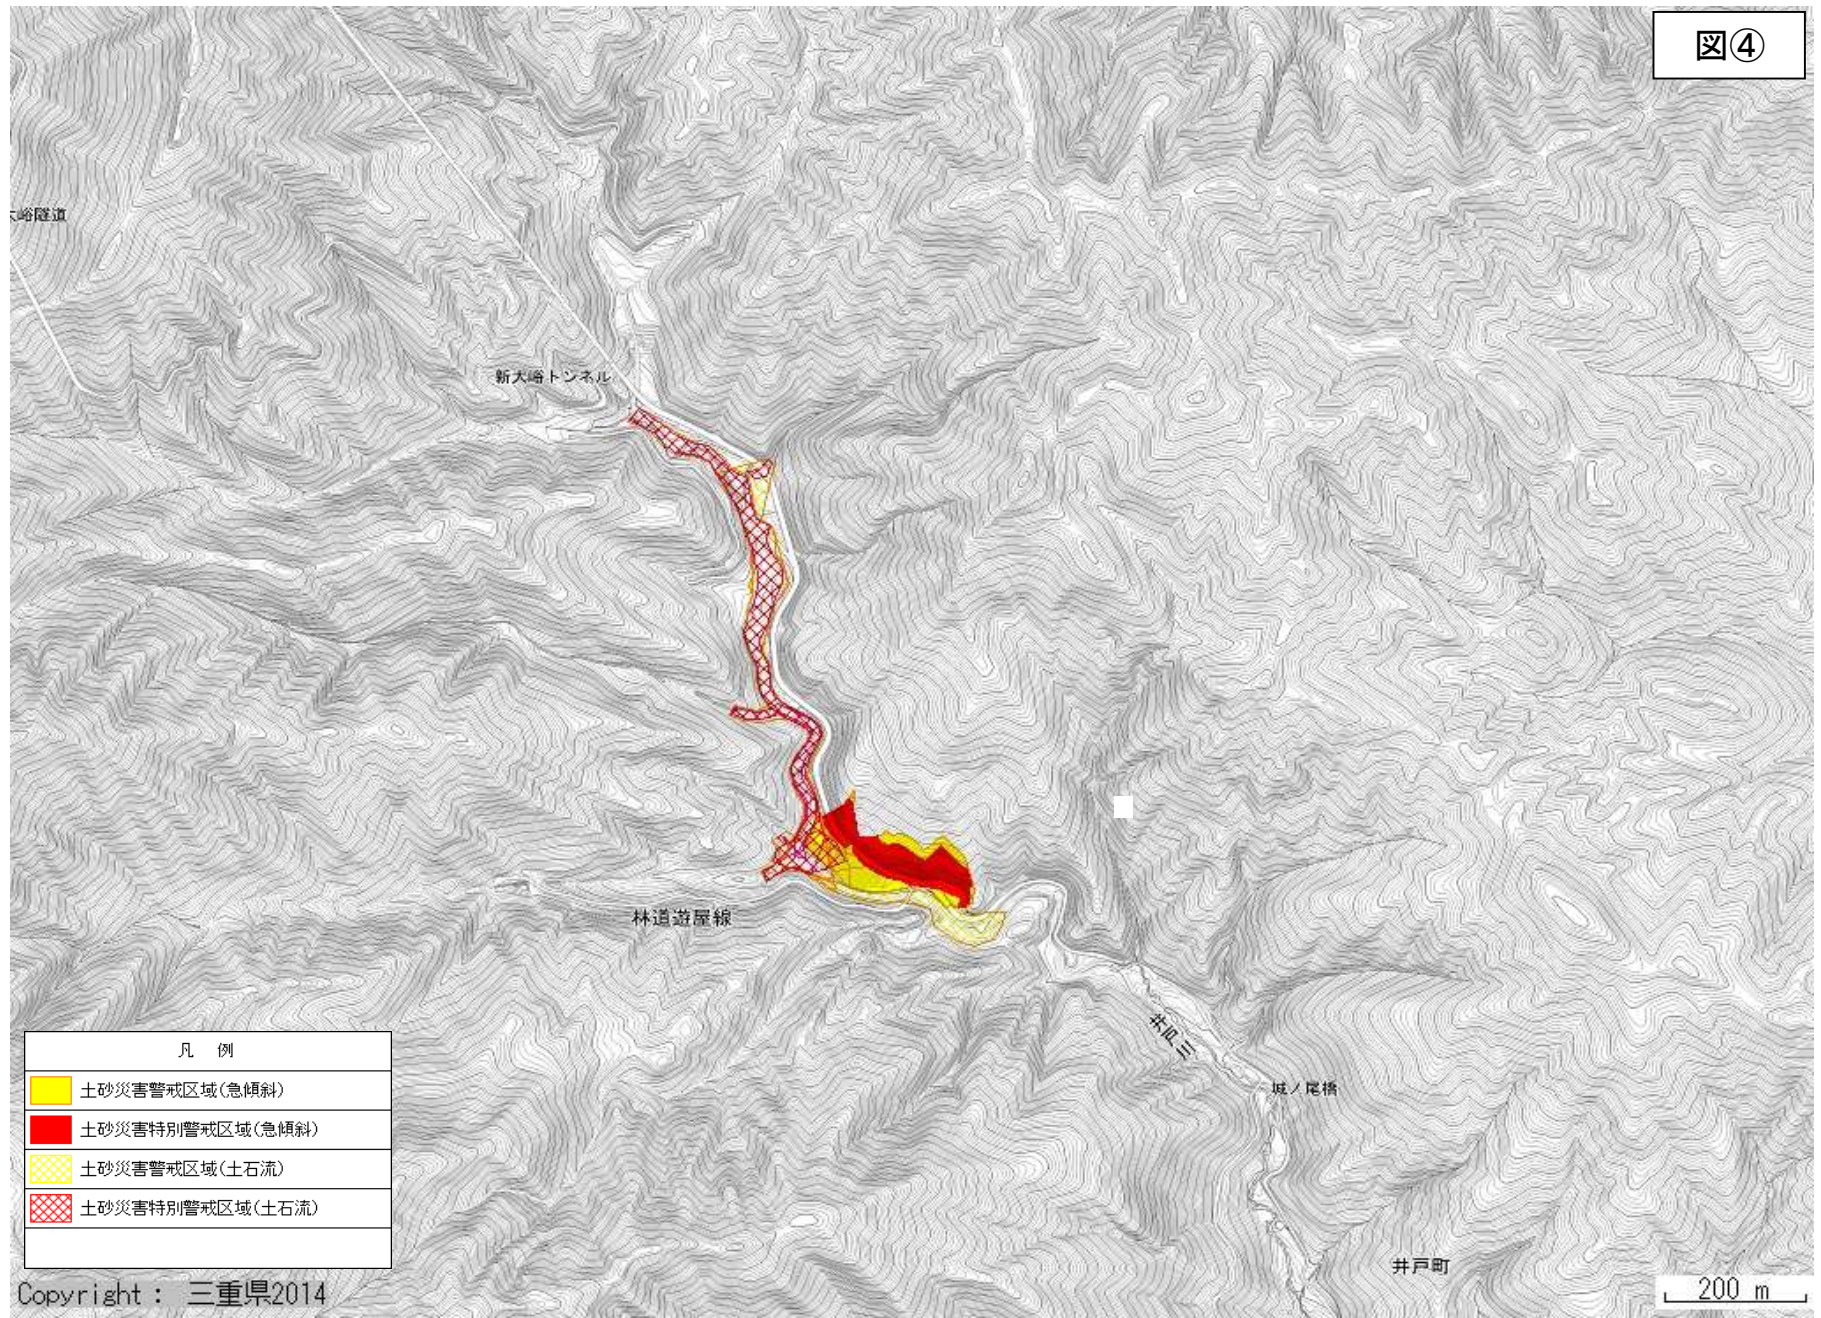 図④
大峪隧道
新大峪トンネル
林道遊屋線
井戸川
城ノ尾橋
井戸町
凡 例
土砂災害警戒区域(急傾斜)
土砂災害特別警戒区域(急傾斜)
土砂災害警戒区域(土石流)
土砂災害特別警戒区域(土石流)
Copyright : 三重県2014
200 m